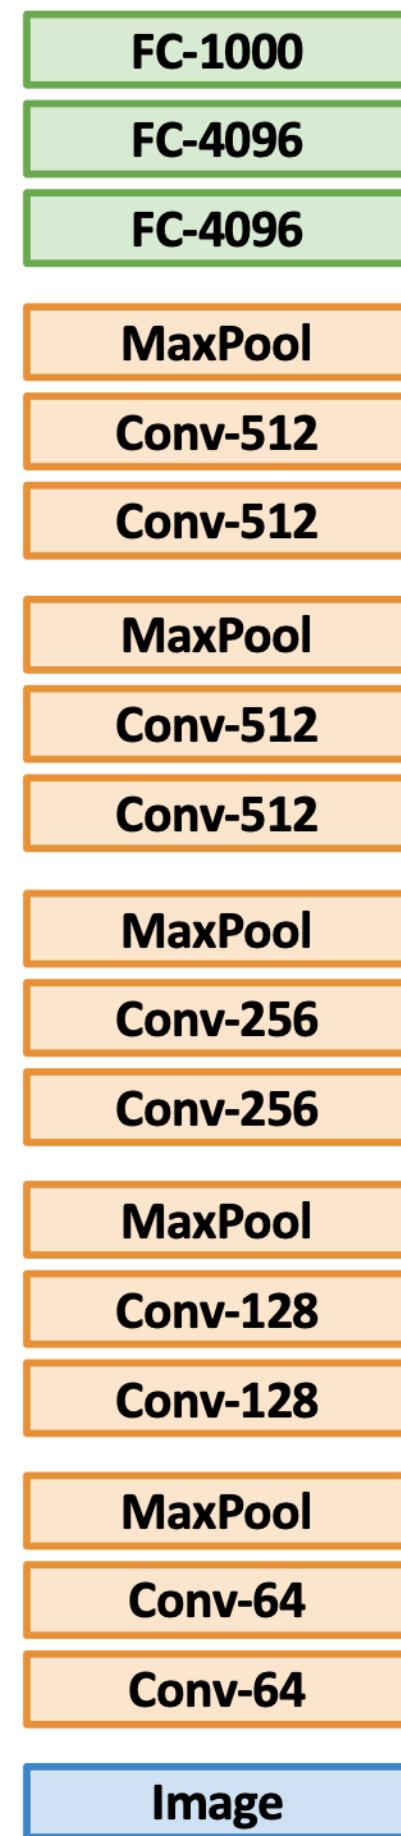 FC-1000
FC-4096
FC-4096
MaxPool
Conv-512
Conv-512
MaxPool
Conv-512
Conv-512
MaxPool
Conv-256
Conv-256
MaxPool
Conv-128
Conv-128
MaxPool
Conv-64
Conv-64
Image